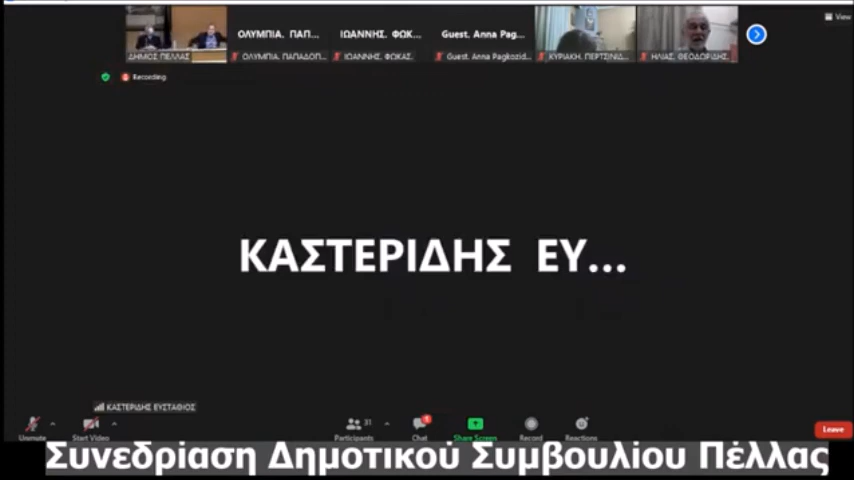 View
ΟΛΥΜΠΙΑ. ΠΑΠ... ΙΩΑΝΝΗΣ. ΦΩΚ... Guest. Anna Pag...
ΔΗΜΟΣ ΠΕΛΛΑΣ ΟΛΥΜΠΙΑ. ΠΑΠΑΔΟΠ... ΙΩΑΝΝΗΣ. ΦΩΚΑΣ. Guest. Anna Pagkozid... ΚΥΡΙΑΚΗ. ΠΕΡΤΣΙΝΙΔ... ΗΛΙΑΣ. ΘΕΟΔΩΡΙΔΗΣ.
Recording
ΚΑΣΤΕΡΙΔΗΣ ΕΥ...
ΚΑΣΤΕΡΙΔΗΣ ΕΥΣΤΑΘΙΟΣ
31 1
Unmute Start Video Participants Chat Share Screen Record Reactions Leave
Συνεδρίαση Δημοτικού Συμβουλίου Πέλλας